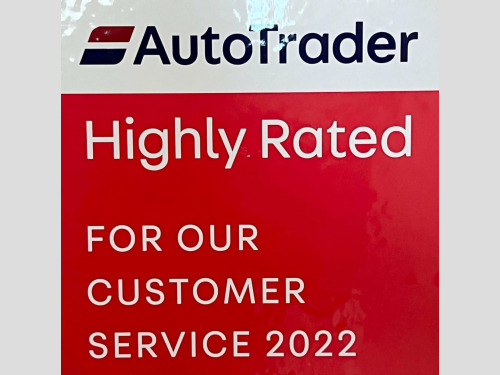 AutoTrader
Highly Rated
FOR OUR
CUSTOMER
SERVICE 2022